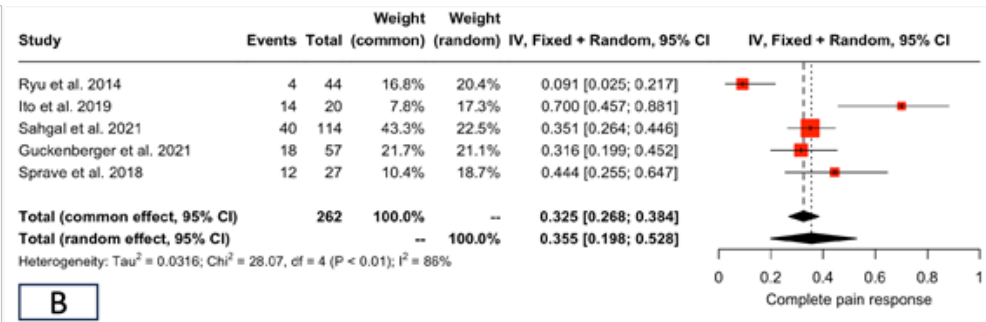 Weight Weight
Study Events Total (common) (random) IV, Fixed + Random, 95% CI IV, Fixed + Random, 95% CI
Ryu et al. 2014 4 44 16.8% 20.4% 0.091 [0.025; 0.217]
Ito et al. 2019 14 20 7.8% 17.3% 0.700 [0.457; 0.881]
Sahgal et al. 2021 40 114 43.3% 22.5% 0.351 [0.264; 0.446]
Guckenberger et al. 2021 18 57 21.7% 21.1% 0.316 [0.199; 0.452]
Sprave et al. 2018 12 27 10.4% 18.7% 0.444 [0.255; 0.647]
Total (common effect, 95% CI) 262 100.0% -- 0.325 [0.268; 0.384]
Total (random effect, 95% CI) -- 100.0% 0.355 [0.198; 0.528]
Heterogeneity: Tau² = 0.0316; Chi² = 28.07, df = 4 (P < 0.01); I² = 86%
0 0.2 0.4 0.6 0.8 1
Complete pain response
B